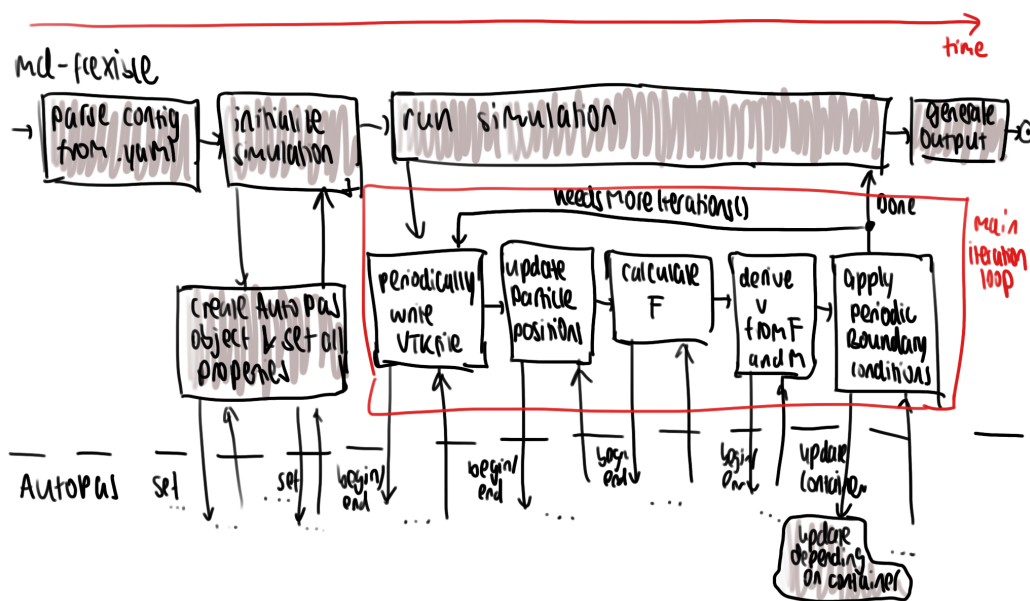 time
md-flexible
parse config
from .yaml
initialise
simulation
run simulation
generate
output
needsMoreIterations()
Done
main
iteration
loop
periodically
write
VTK file
update
particle
positions
calculate
F
derive
v
from F
and M
apply
periodic
Boundary
conditions
create AutoPas
object & set all
properties
AutoPas
set
set
begin/
end
begin/
end
begin/
end
begin/
end
update
Container
...
...
...
...
...
...
...
...
...
update
depending
on container